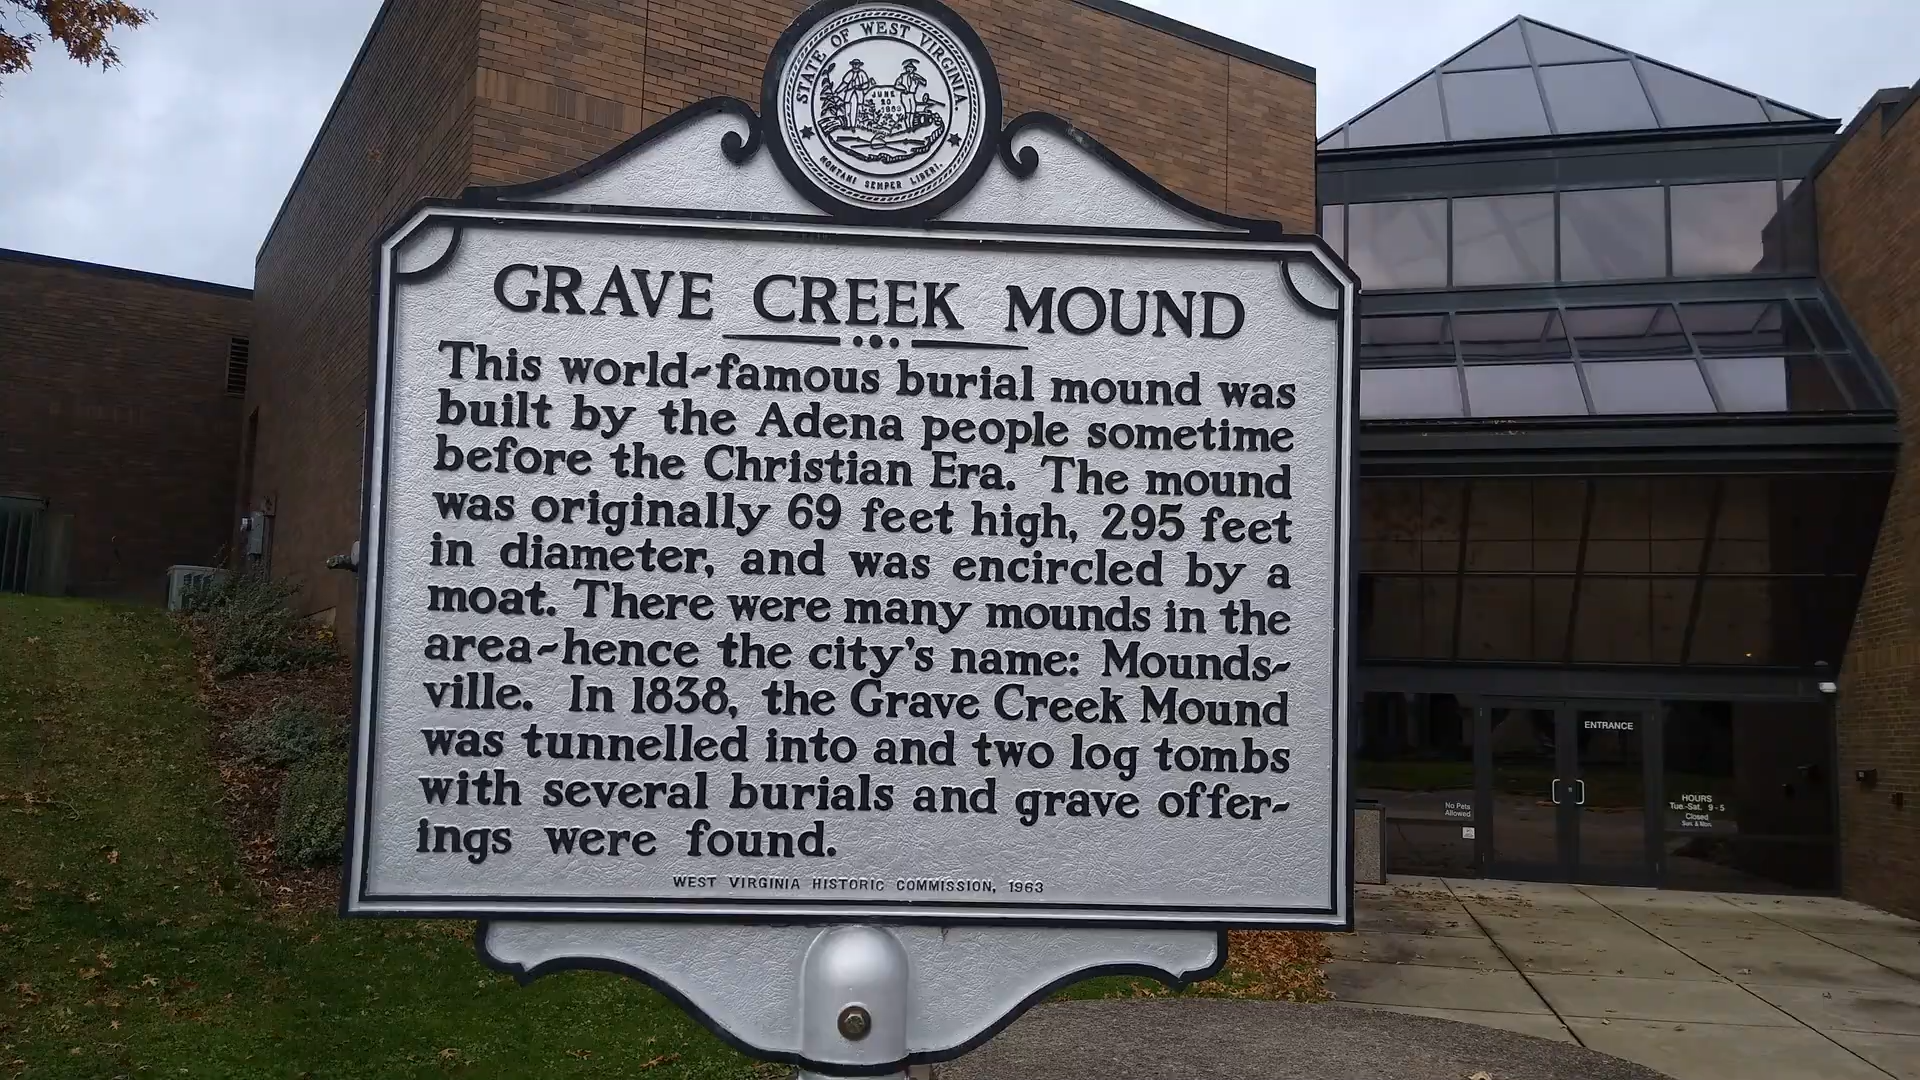 STATE OF WEST VIRGINIA
JUNE
20
1863
MONTANI SEMPER LIBERI.
GRAVE CREEK MOUND
This world-famous burial mound was
built by the Adena people sometime
before the Christian Era. The mound
was originally 69 feet high, 295 feet
in diameter, and was encircled by a
moat. There were many mounds in the
area-hence the city's name: Mounds-
ville. In 1838, the Grave Creek Mound
was tunnelled into and two log tombs
with several burials and grave offer-
ings were found.
WEST VIRGINIA HISTORIC COMMISSION, 1963
ENTRANCE
No Pets
Allowed
HOURS
Tue.-Sat. 9-5
Closed
Sun. & Mon.